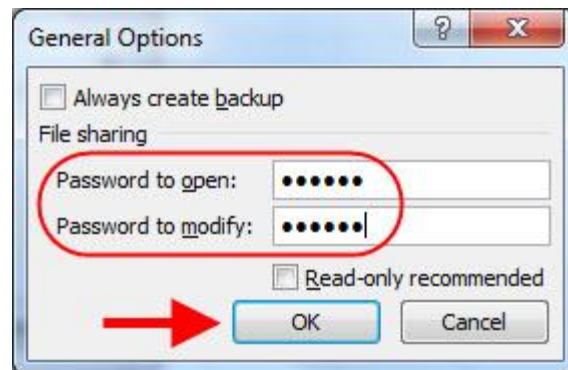 General Options
Always create backup
File sharing
Password to open: ••••••
Password to modify: ••••••
Read-only recommended
OK Cancel